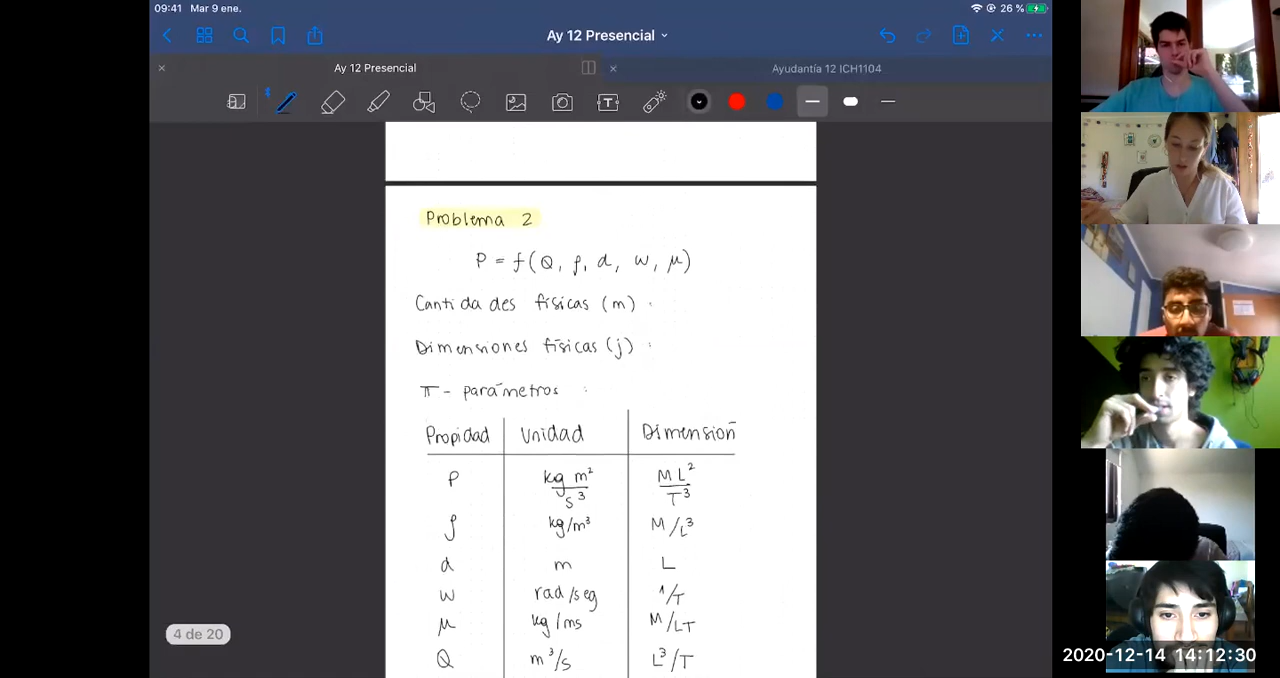 09:41 Mar 9 ene. 26 %
Ay 12 Presencial
Ay 12 Presencial Ayudantía 12 ICH1104
Problema 2
P = f(Q, ρ, d, w, μ)
Cantidades físicas (m) :
Dimensiones físicas (j) :
π - parámetros :
Propidad Unidad Dimensión
P kg m²/s³ ML²/T³
ρ kg/m³ M/L³
d m L
w rad/seg 1/T
μ kg/ms M/LT
Q m³/s L³/T
4 de 20
2020-12-14 14:12:30